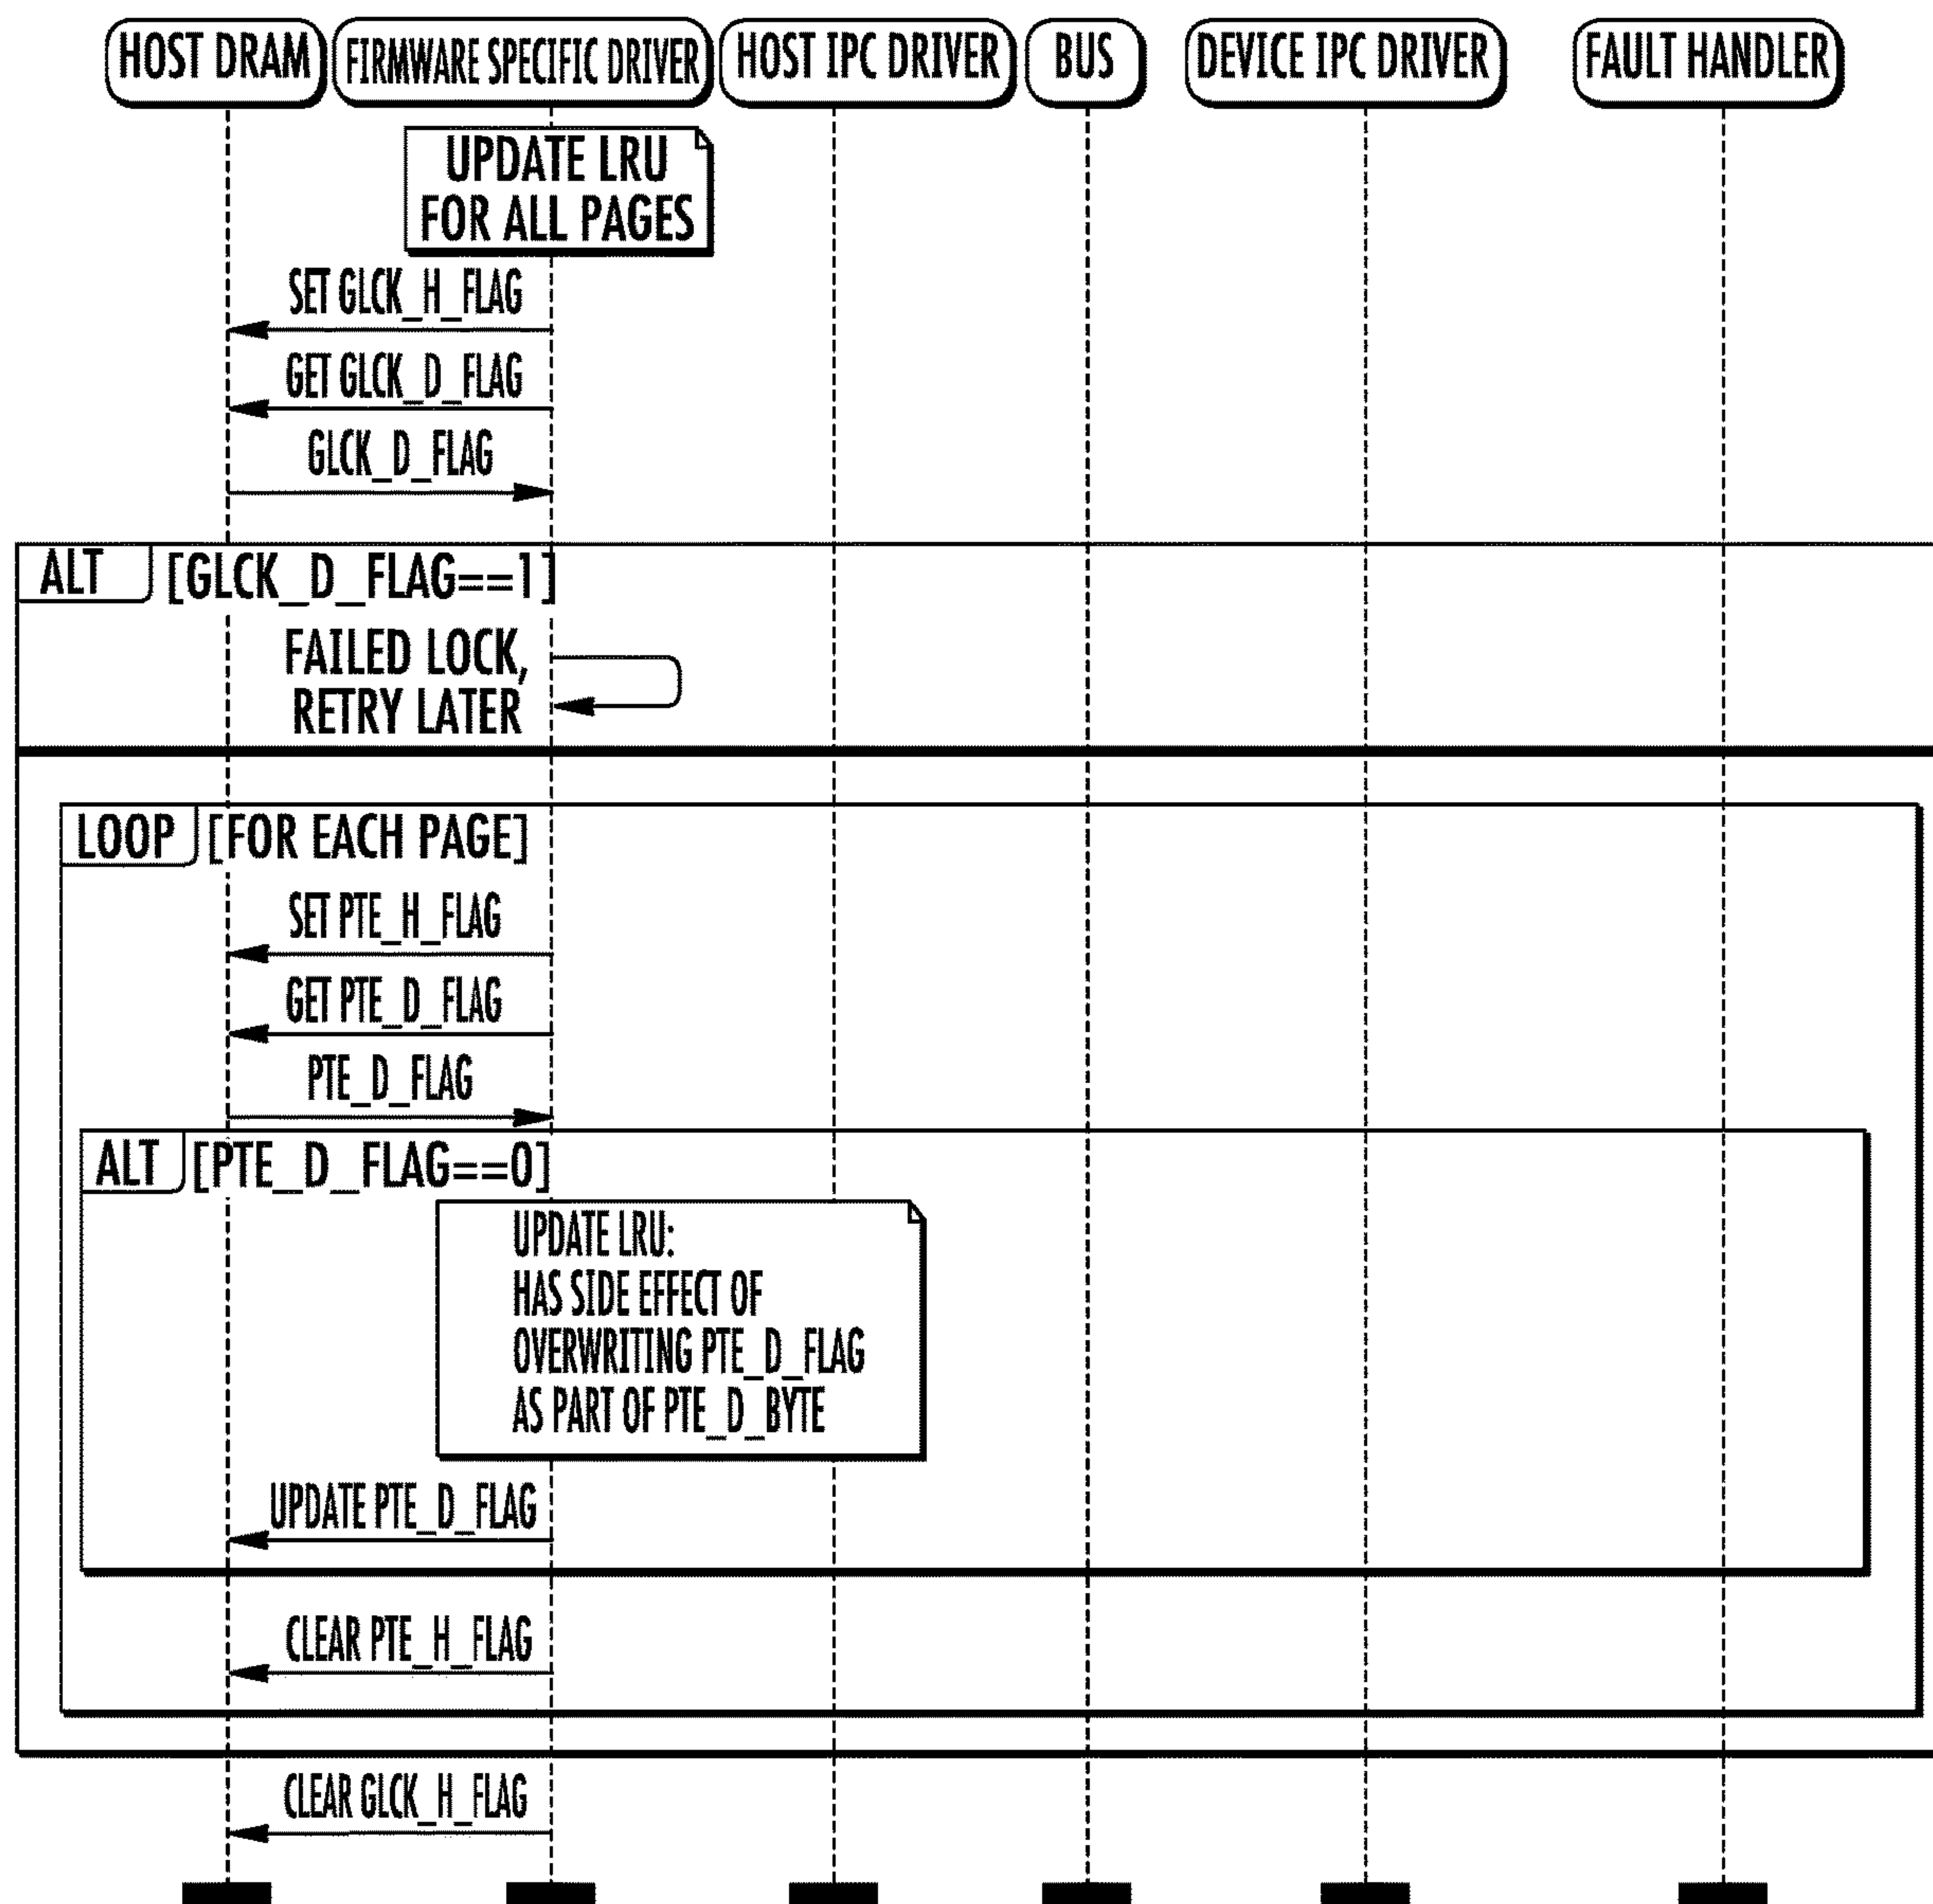 HOST DRAM
FIRMWARE SPECIFIC DRIVER
HOST IPC DRIVER
BUS
DEVICE IPC DRIVER
FAULT HANDLER
UPDATE LRU
FOR ALL PAGES
SET GLCK_H_FLAG
GET GLCK_D_FLAG
GLCK_D_FLAG
ALT [GLCK_D_FLAG==1]
FAILED LOCK,
RETRY LATER
LOOP [FOR EACH PAGE]
SET PTE_H_FLAG
GET PTE_D_FLAG
PTE_D_FLAG
ALT [PTE_D_FLAG==0]
UPDATE LRU:
HAS SIDE EFFECT OF
OVERWRITING PTE_D_FLAG
AS PART OF PTE_D_BYTE
UPDATE PTE_D_FLAG
CLEAR PTE_H_FLAG
CLEAR GLCK_H_FLAG